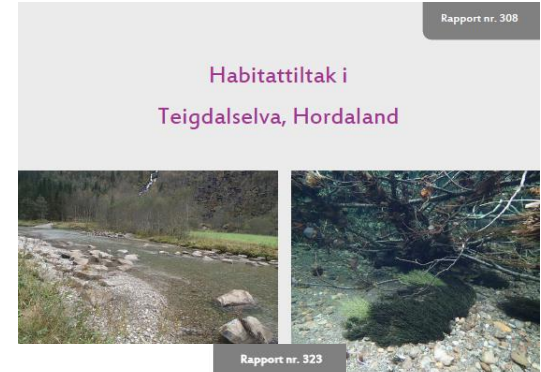 Rapport nr. 308
Habitattiltak i
Teigdalselva, Hordaland
Rapport nr. 323